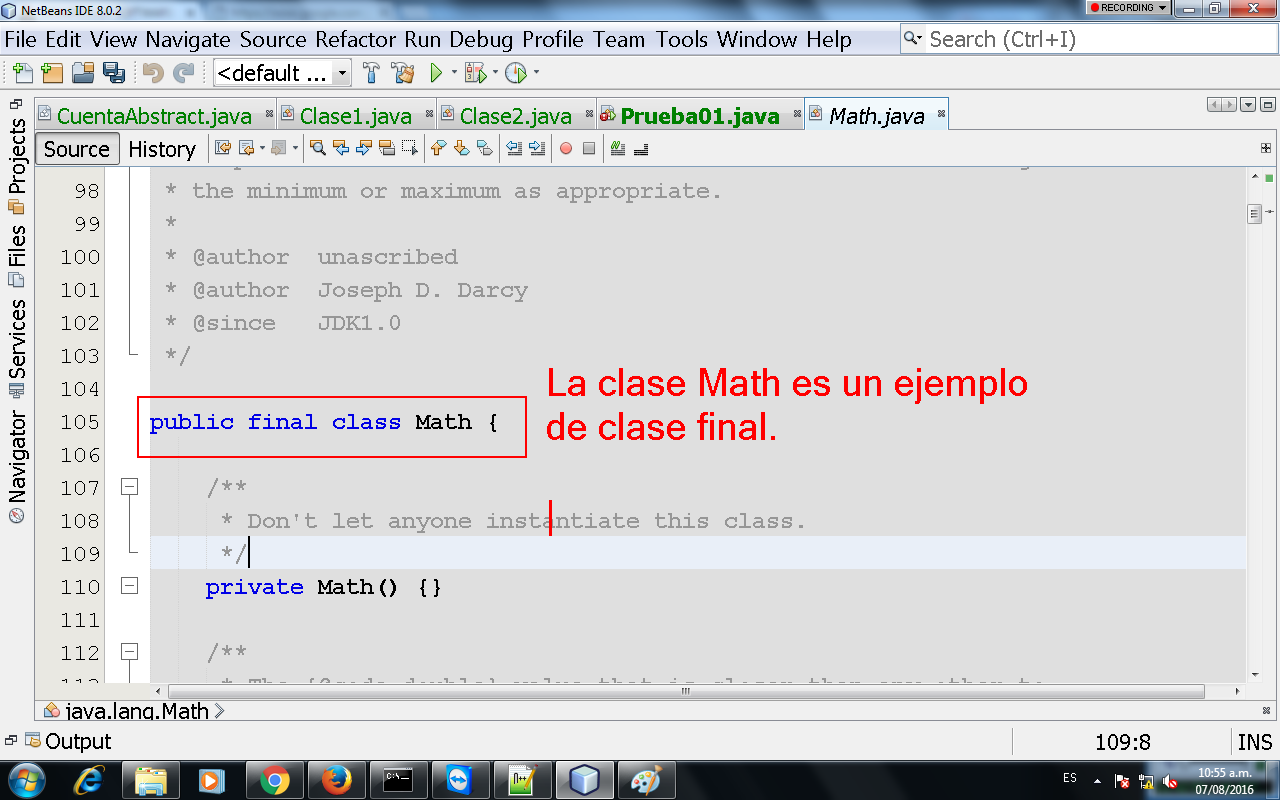 NetBeans IDE 8.0.2
RECORDING
File Edit View Navigate Source Refactor Run Debug Profile Team Tools Window Help
Search (Ctrl+I)
<default ...
CuentaAbstract.java
Clase1.java
Clase2.java
Prueba01.java
Math.java
Source
History
Projects
Files
Services
Navigator
98 * the minimum or maximum as appropriate.
99 *
100 * @author unascribed
101 * @author Joseph D. Darcy
102 * @since JDK1.0
103 */
104
105 public final class Math {
La clase Math es un ejemplo
de clase final.
106
107 /**
108 * Don't let anyone instantiate this class.
109 */
110 private Math() {}
111
112 /**
java.lang.Math
Output
109:8
INS
ES
10:55 a.m.
07/08/2016